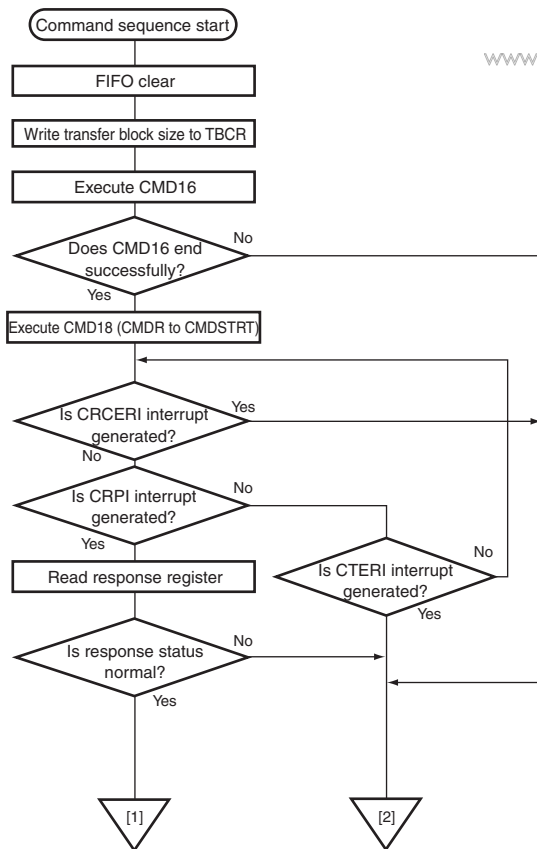 Command sequence start
www
FIFO clear
Write transfer block size to TBCR
Execute CMD16
Does CMD16 end
successfully?
No
Yes
Execute CMD18 (CMDR to CMDSTRT)
Is CRCERI interrupt
generated?
Yes
No
Is CRPI interrupt
generated?
No
Yes
Read response register
Is CTERI interrupt
generated?
No
Yes
Is response status
normal?
No
Yes
[1]
[2]